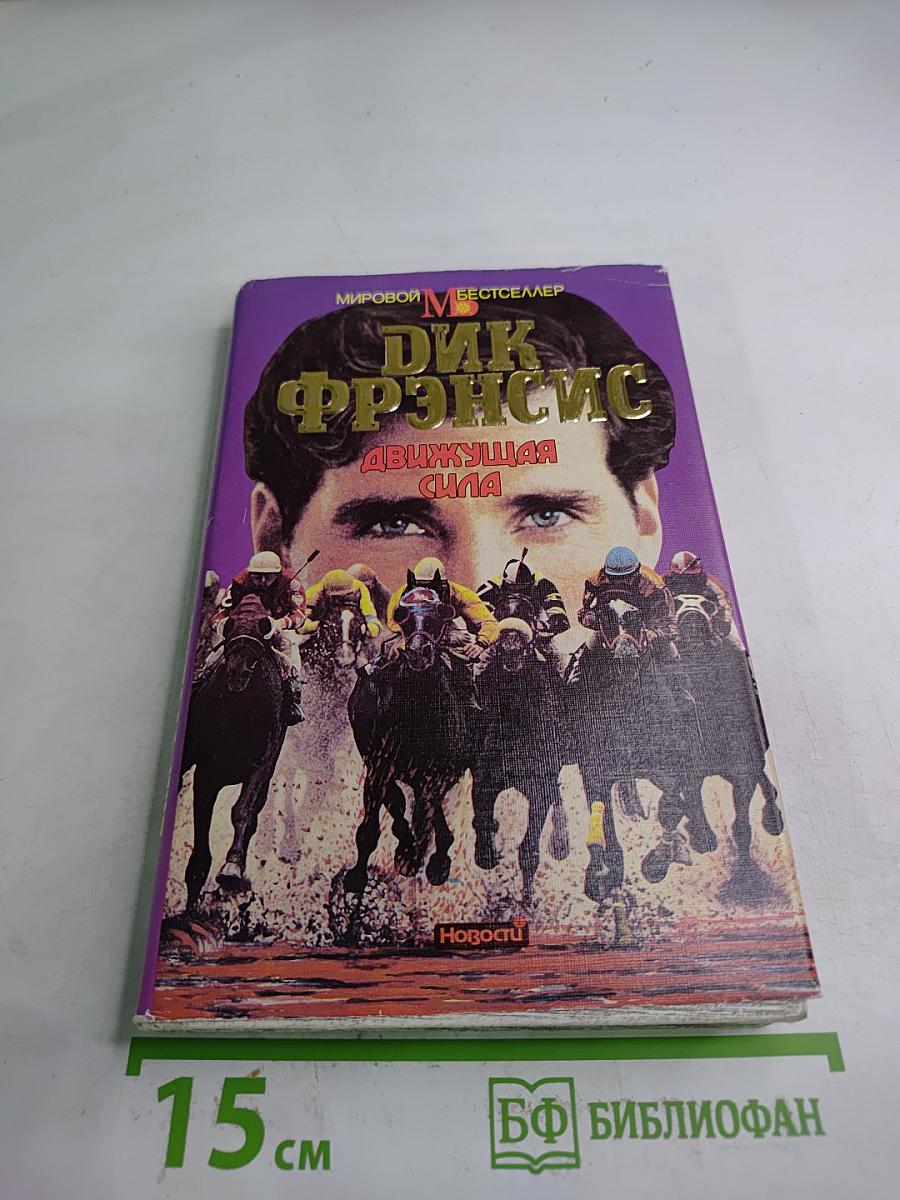 МИРОВОЙ МБ БЕСТСЕЛЛЕР
ДИК
ФРЭНСИС
ДВИЖУЩАЯ
СИЛА
Новости
15 см
БФ БИБЛИОФАН